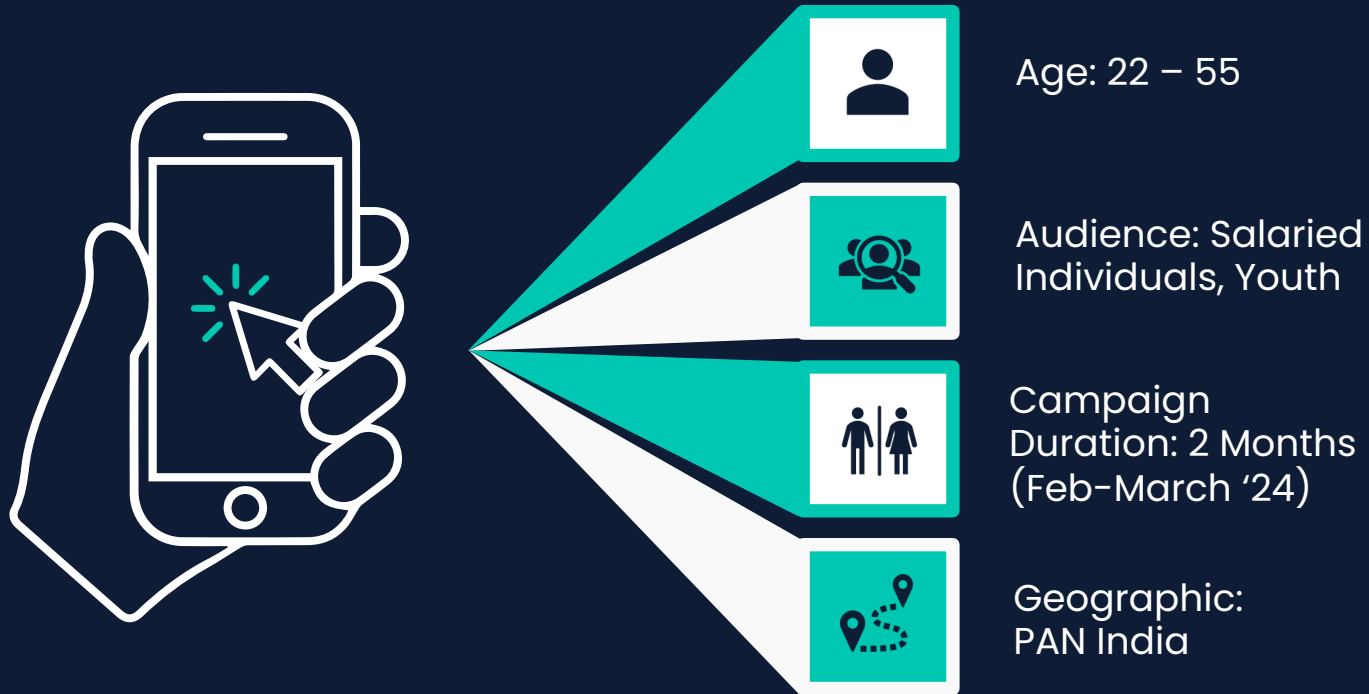 Age: 22 – 55
Audience: Salaried
Individuals, Youth
Campaign
Duration: 2 Months
(Feb-March ‘24)
Geographic:
PAN India